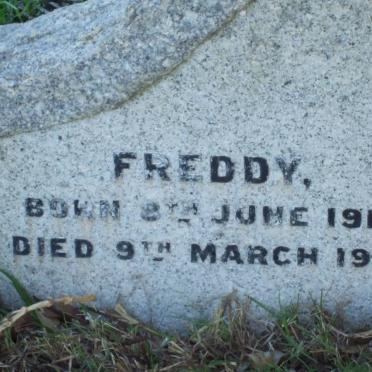 FREDDY,
BORN 8TH JUNE
DIED 9TH MARCH